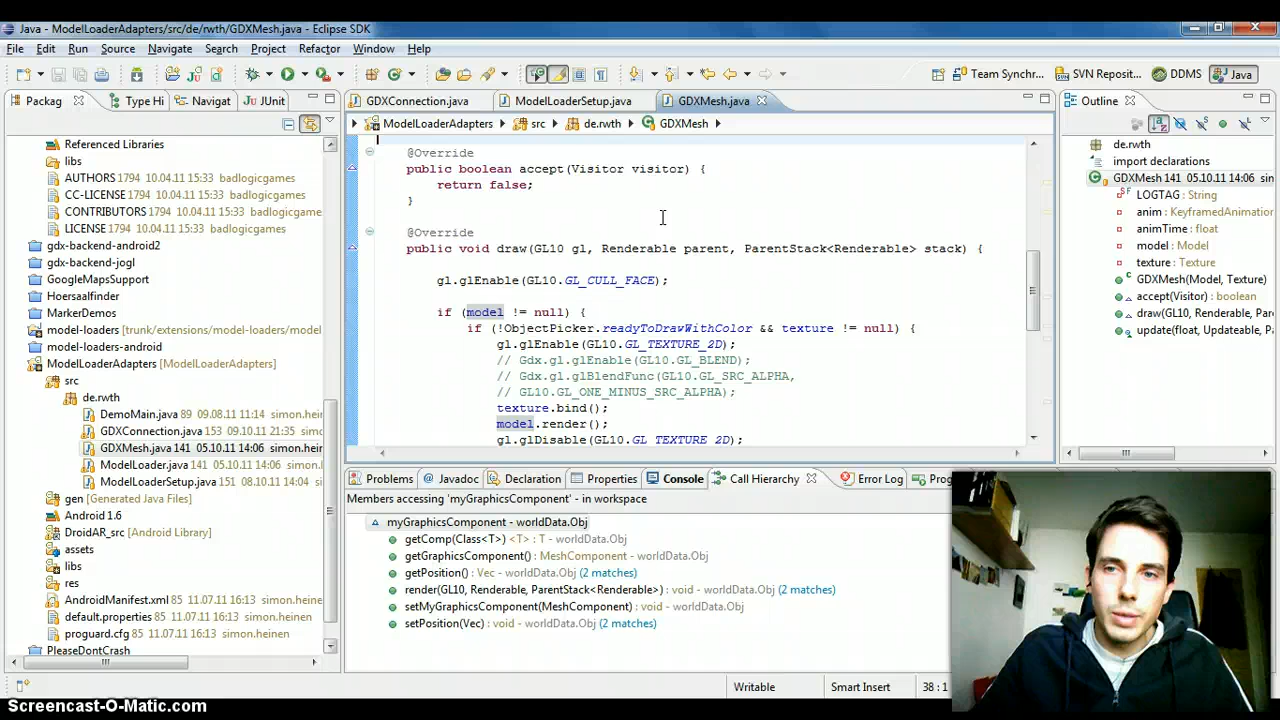 Java - ModelLoaderAdapters/src/de/rwth/GDXMesh.java - Eclipse SDK
File Edit Run Source Navigate Search Project Refactor Window Help
Team Synchr... SVN Reposit... DDMS Java
Packag Type Hi Navigat JUnit
Referenced Libraries
libs
AUTHORS 1794 10.04.11 15:33 badlogicgames
CC-LICENSE 1794 10.04.11 15:33 badlogicgames
CONTRIBUTORS 1794 10.04.11 15:33 badlogicgames
LICENSE 1794 10.04.11 15:33 badlogicgames
gdx-backend-android2
gdx-backend-jogl
GoogleMapsSupport
Hoersaalfinder
MarkerDemos
model-loaders [trunk/extensions/model-loaders/model
model-loaders-android
ModelLoaderAdapters [ModelLoaderAdapters]
src
de.rwth
DemoMain.java 89 09.08.11 11:14 simon.hein
GDXConnection.java 153 09.10.11 21:35 simon.
GDXMesh.java 141 05.10.11 14:06 simon.heine
ModelLoader.java 141 05.10.11 14:06 simon.he
ModelLoaderSetup.java 151 08.10.11 14:04 sim
gen [Generated Java Files]
Android 1.6
DroidAR_src [Android Library]
assets
libs
res
AndroidManifest.xml 85 11.07.11 16:13 simon.heinen
default.properties 85 11.07.11 16:13 simon.heinen
proguard.cfg 85 11.07.11 16:13 simon.heinen
PleaseDontCrash
GDXConnection.java ModelLoaderSetup.java GDXMesh.java
ModelLoaderAdapters src de.rwth GDXMesh
@Override
public boolean accept(Visitor visitor) {
return false;
}
@Override
public void draw(GL10 gl, Renderable parent, ParentStack<Renderable> stack) {
gl.glEnable(GL10.GL_CULL_FACE);
if (model != null) {
if (!ObjectPicker.readyToDrawWithColor && texture != null) {
gl.glEnable(GL10.GL_TEXTURE_2D);
// Gdx.gl.glEnable(GL10.GL_BLEND);
// Gdx.gl.glBlendFunc(GL10.GL_SRC_ALPHA,
// GL10.GL_ONE_MINUS_SRC_ALPHA);
texture.bind();
model.render();
gl.glDisable(GL10.GL_TEXTURE_2D);
Outline
de.rwth
import declarations
GDXMesh 141 05.10.11 14:06 sim
LOGTAG : String
anim : KeyframedAnimation
animTime : float
model : Model
texture : Texture
GDXMesh(Model, Texture)
accept(Visitor) : boolean
draw(GL10, Renderable, Pare
update(float, Updateable, P
Problems Javadoc Declaration Properties Console Call Hierarchy Error Log Prog
Members accessing 'myGraphicsComponent' - in workspace
myGraphicsComponent - worldData.Obj
getComp(Class<T>) <T> : T - worldData.Obj
getGraphicsComponent() : MeshComponent - worldData.Obj
getPosition() : Vec - worldData.Obj (2 matches)
render(GL10, Renderable, ParentStack<Renderable>) : void - worldData.Obj (2 matches)
setMyGraphicsComponent(MeshComponent) : void - worldData.Obj
setPosition(Vec) : void - worldData.Obj (2 matches)
Writable Smart Insert 38 : 1
Screencast-O-Matic.com